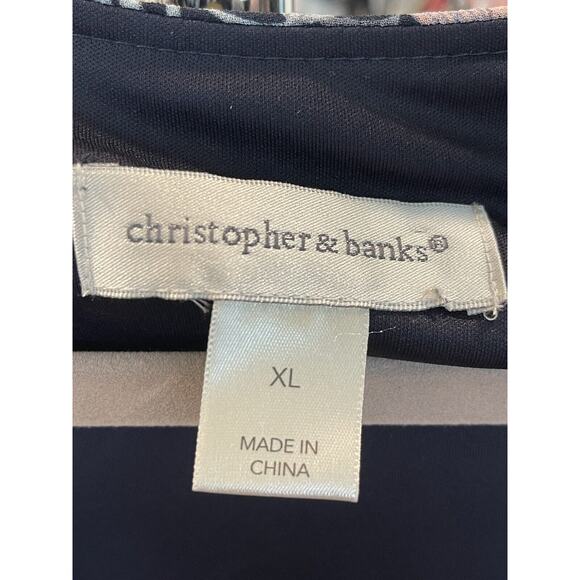 christopher & banks®
XL
MADE IN
CHINA